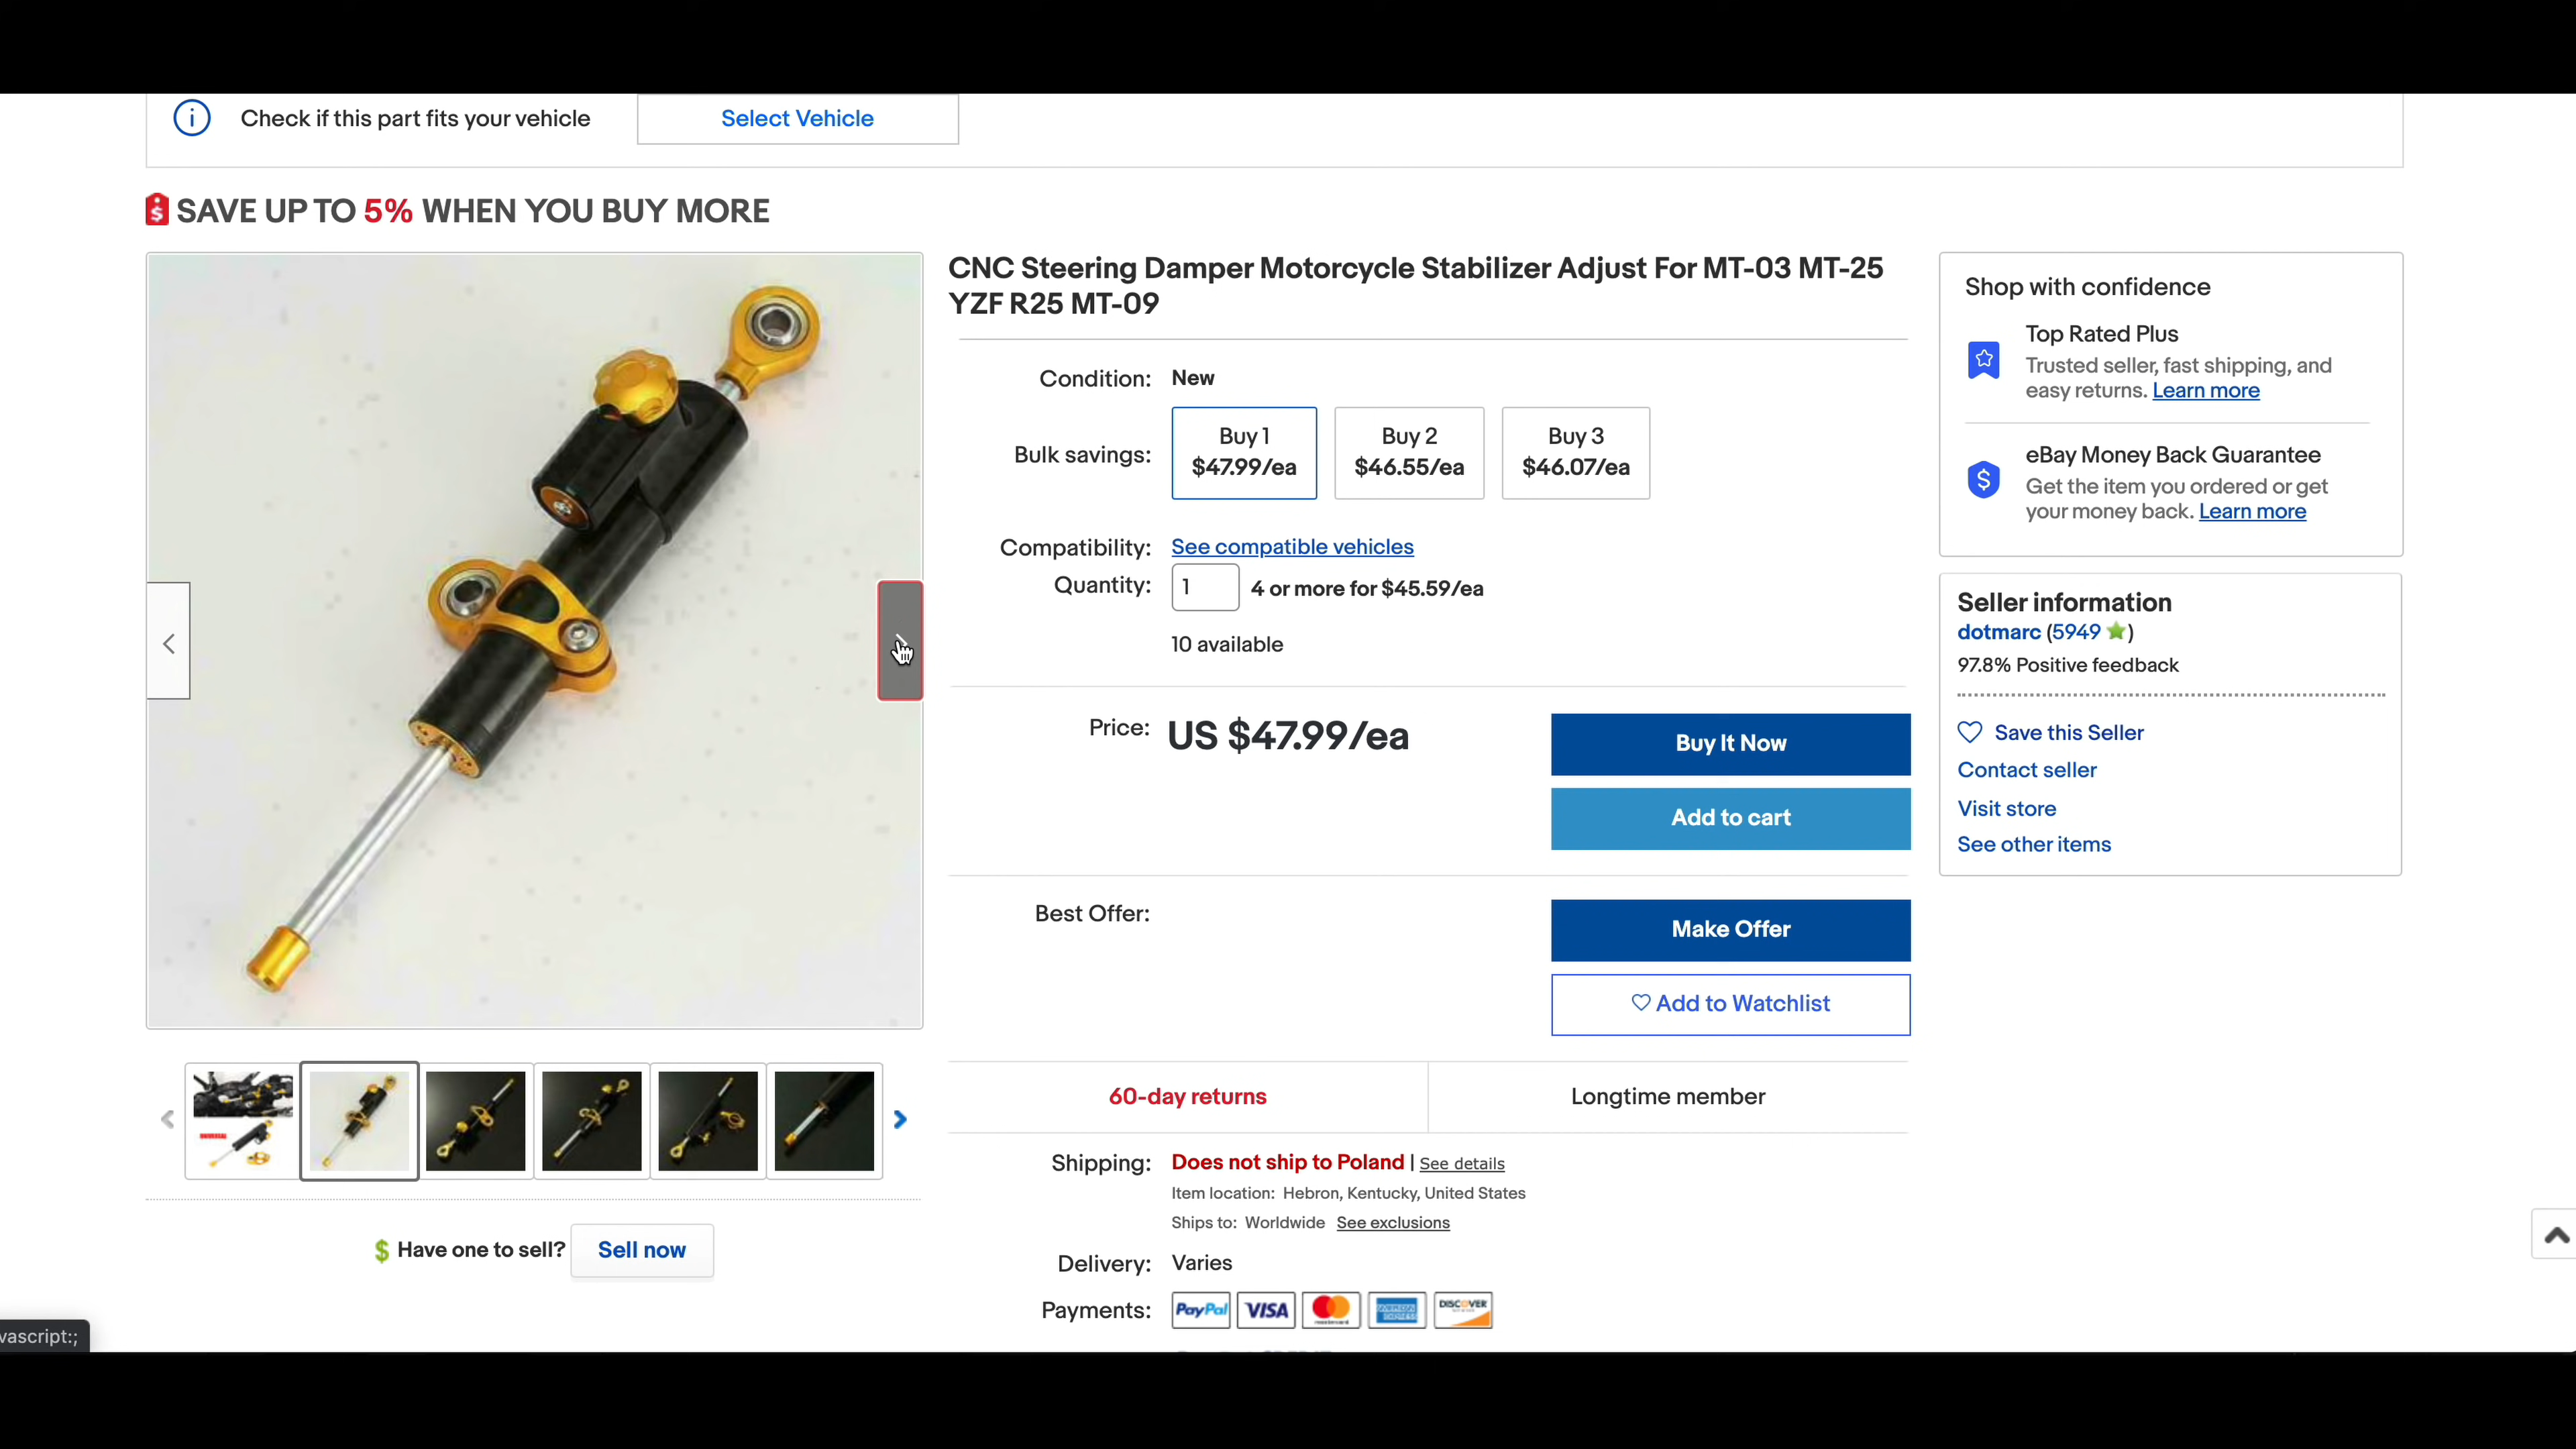 Check if this part fits your vehicle
Select Vehicle
SAVE UP TO 5% WHEN YOU BUY MORE
CNC Steering Damper Motorcycle Stabilizer Adjust For MT-03 MT-25
YZF R25 MT-09
Condition: New
Bulk savings:
Buy 1
$47.99/ea
Buy 2
$46.55/ea
Buy 3
$46.07/ea
Compatibility: See compatible vehicles
Quantity: 1 4 or more for $45.59/ea
10 available
Price: US $47.99/ea
Buy It Now
Add to cart
Best Offer:
Make Offer
Add to Watchlist
60-day returns
Longtime member
Shipping: Does not ship to Poland | See details
Item location: Hebron, Kentucky, United States
Ships to: Worldwide See exclusions
Delivery: Varies
Payments: PayPal VISA mastercard AMERICAN EXPRESS DISCOVER
Shop with confidence
Top Rated Plus
Trusted seller, fast shipping, and
easy returns. Learn more
eBay Money Back Guarantee
Get the item you ordered or get
your money back. Learn more
Seller information
dotmarc (5949)
97.8% Positive feedback
Save this Seller
Contact seller
Visit store
See other items
UNIVERSAL
$ Have one to sell? Sell now
vascript:;